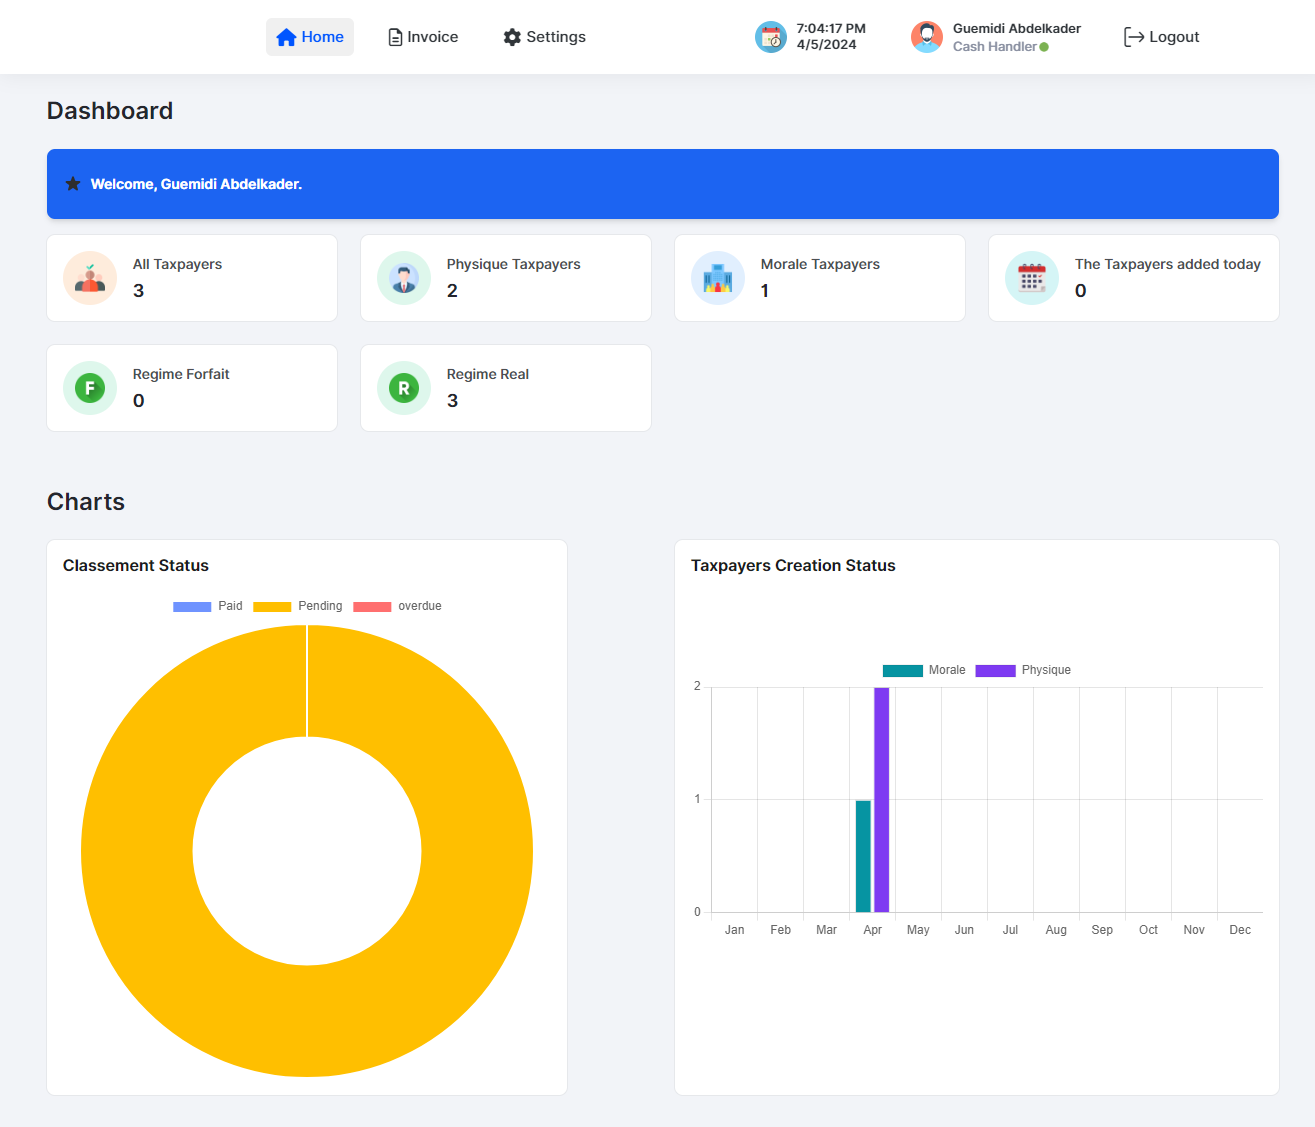 Home
Invoice
Settings
7:04:17 PM
4/5/2024
Guemidi Abdelkader
Cash Handler
Logout
Dashboard
Welcome, Guemidi Abdelkader.
All Taxpayers
3
Physique Taxpayers
2
Morale Taxpayers
1
The Taxpayers added today
0
F
Regime Forfait
0
R
Regime Real
3
Charts
Classement Status
Paid
Pending
overdue
Taxpayers Creation Status
Morale
Physique
2
1
0
Jan
Feb
Mar
Apr
May
Jun
Jul
Aug
Sep
Oct
Nov
Dec